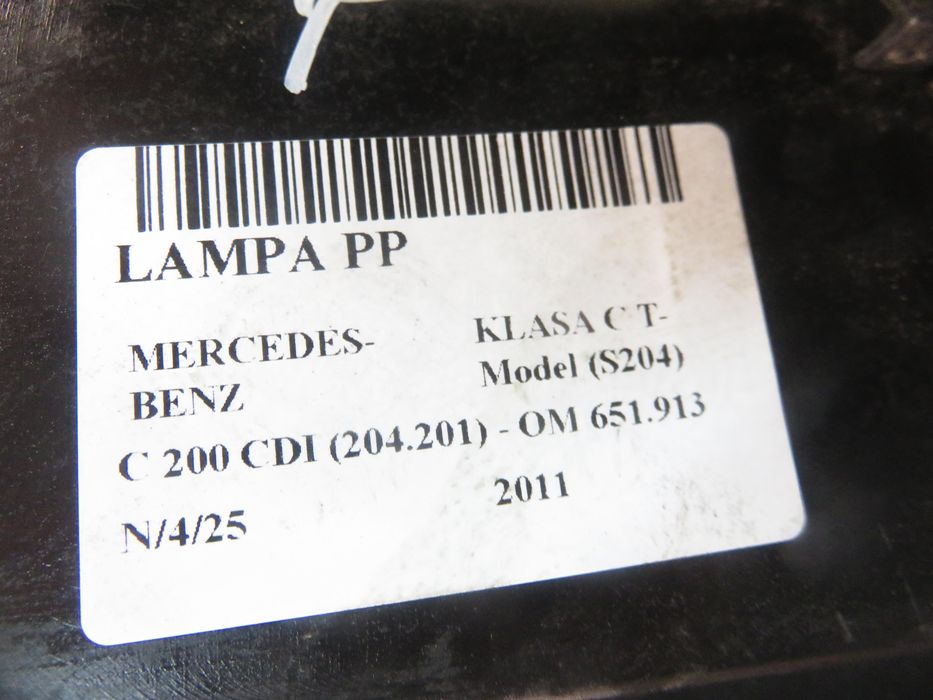 LAMPA PP
MERCEDES-
BENZ
KLASA C T-
Model (S204)
C 200 CDI (204.201) - OM 651.913
2011
N/4/25